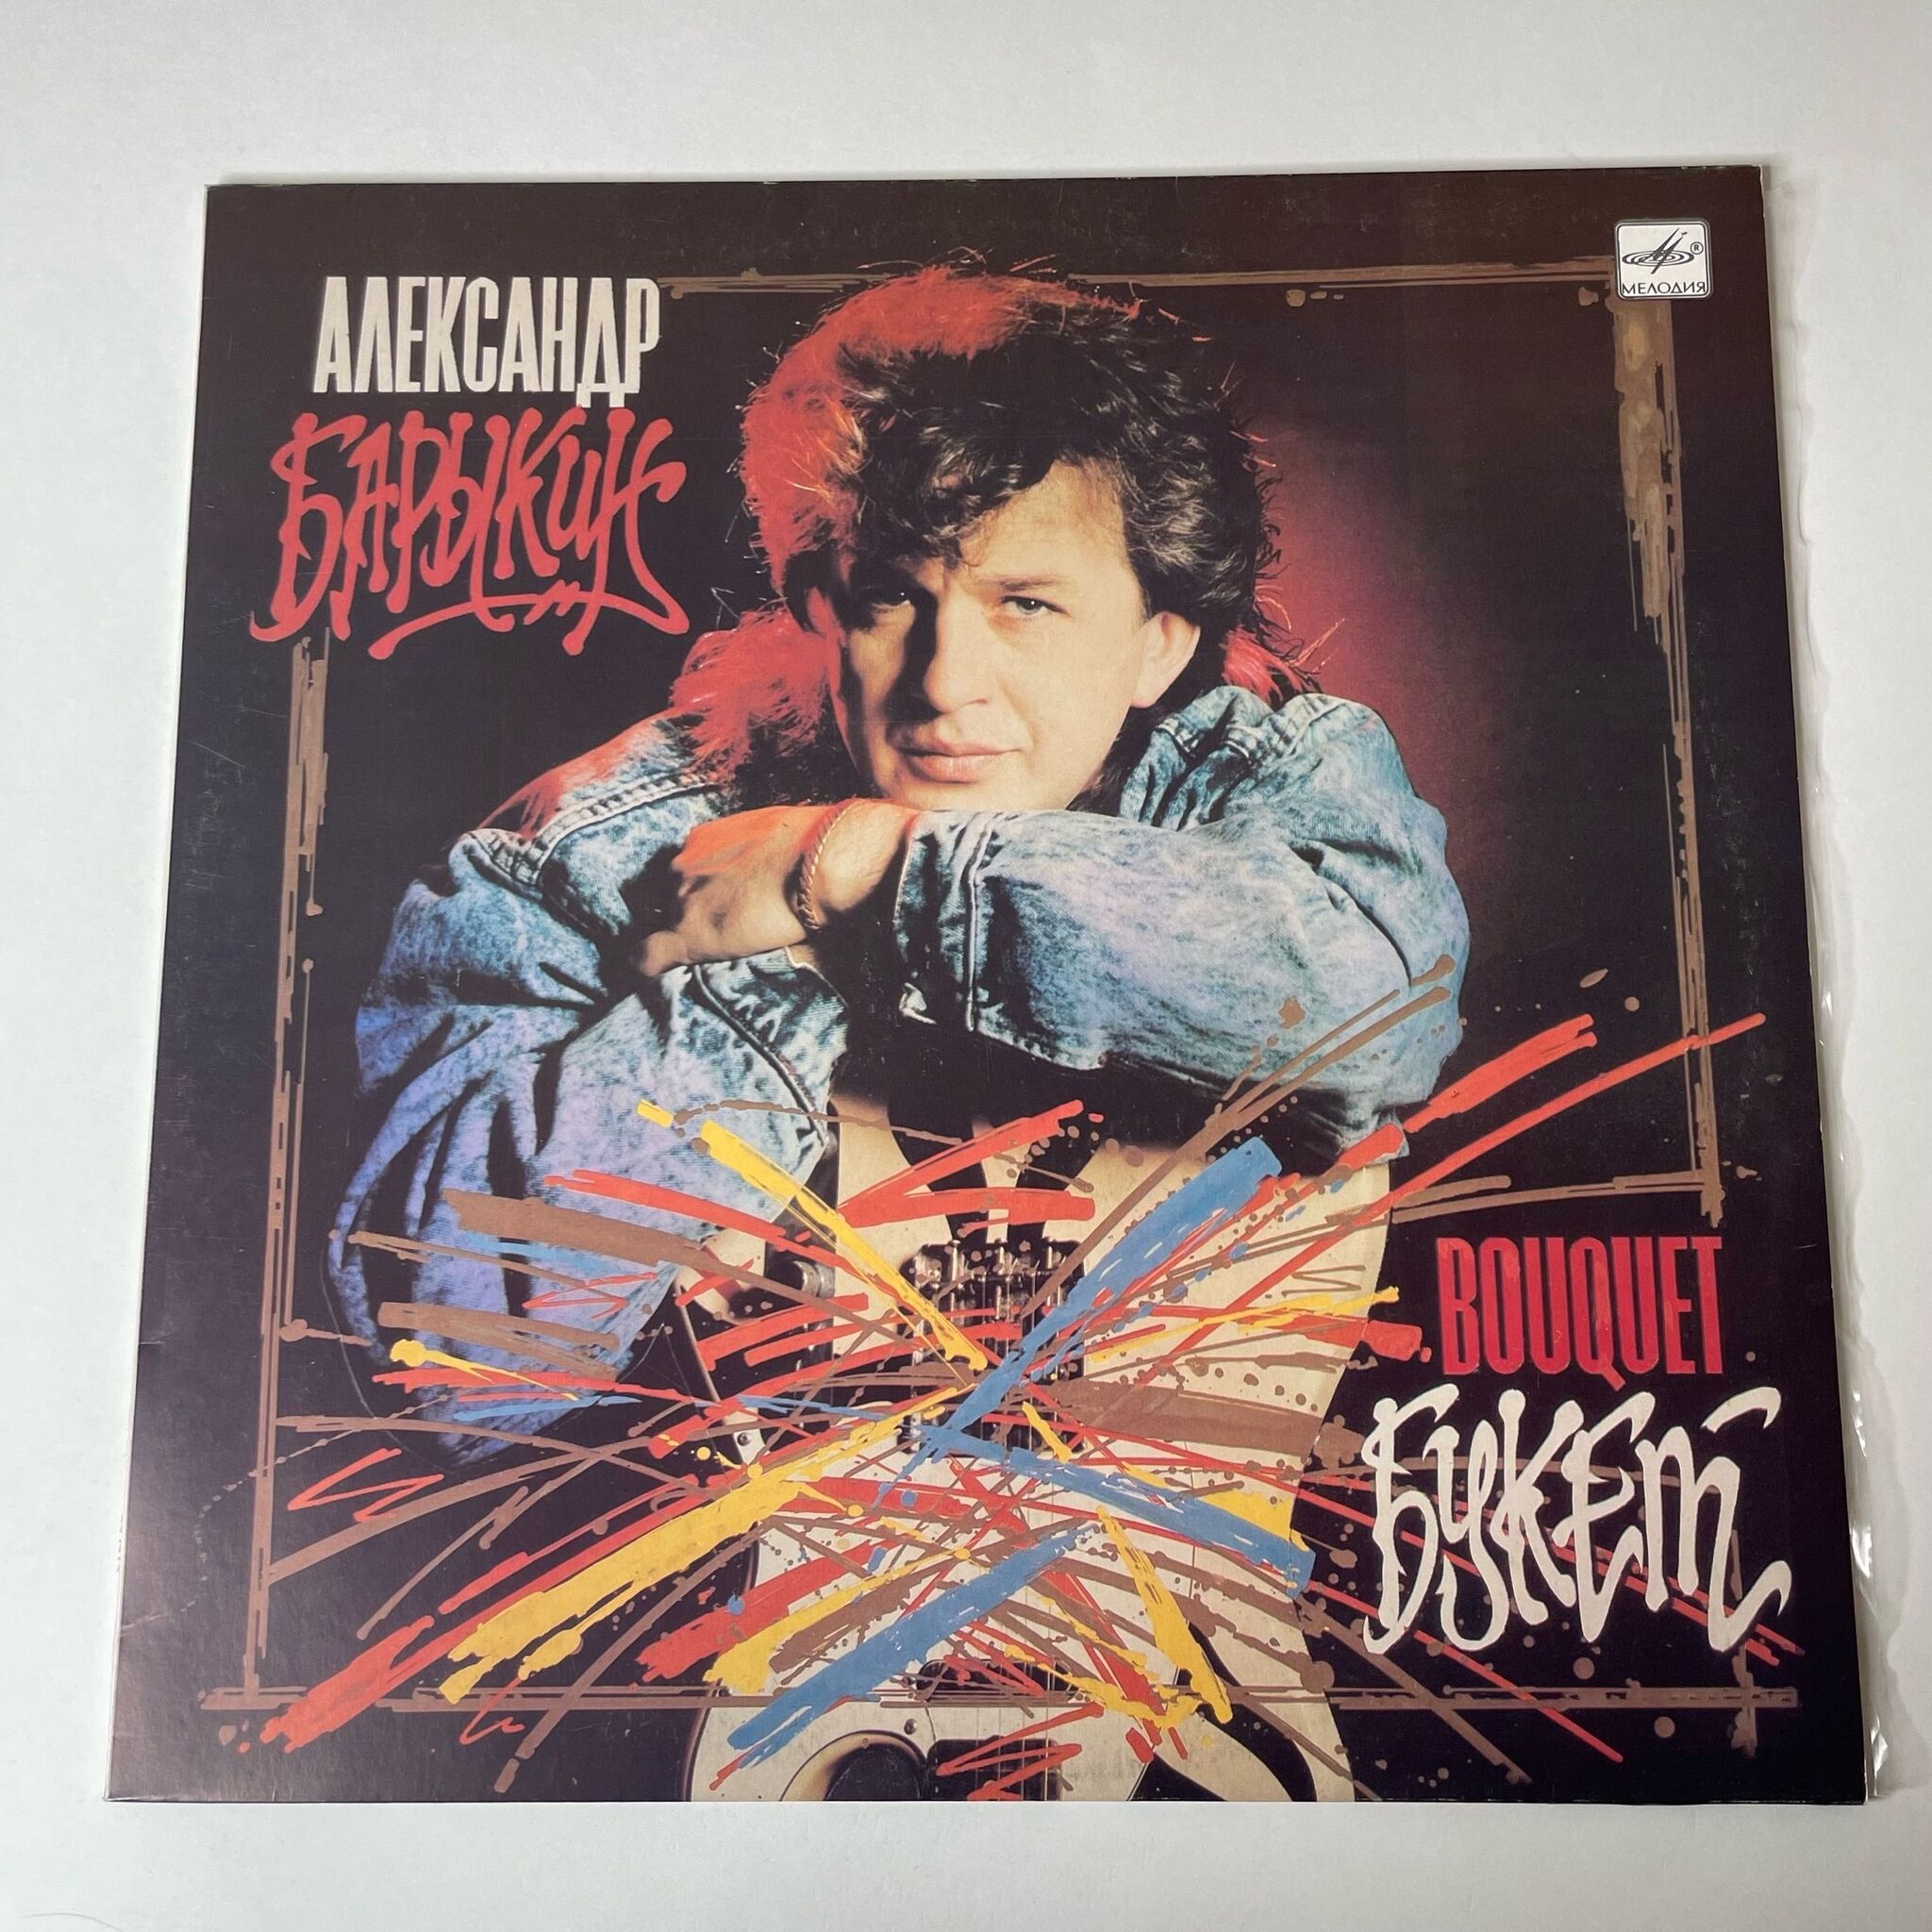 АЛЕКСАНДР
БАРЫКИН
МЕЛОДИЯ
®
BOUQUET
БУКЕТ